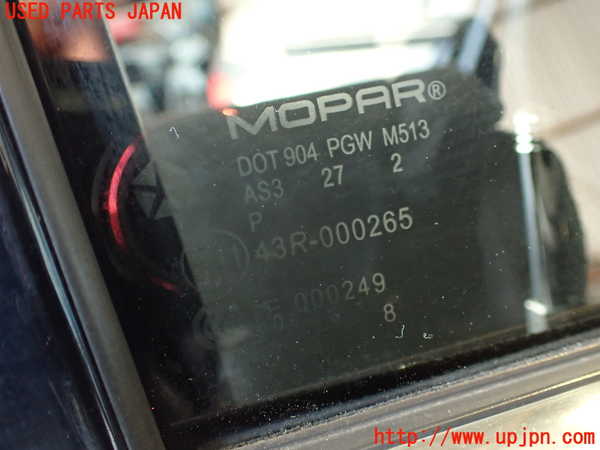 USED PARTS JAPAN
MOPAR®
DOT 904 PGW M513
AS3 27 2
P
43R-000265
000249
8
http://www.upjpn.com